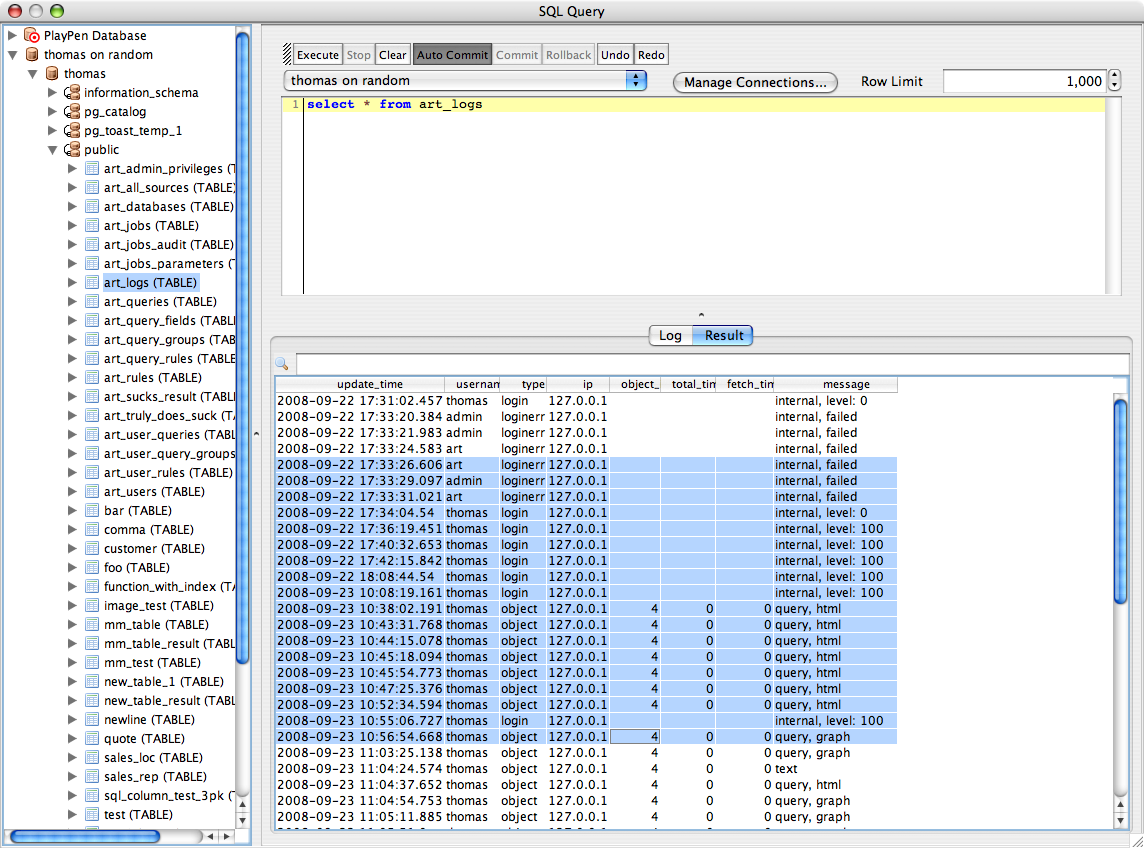 SQL Query
PlayPen Database
thomas on random
thomas
information_schema
pg_catalog
pg_toast_temp_1
public
art_admin_privileges (T
art_all_sources (TABLE)
art_databases (TABLE)
art_jobs (TABLE)
art_jobs_audit (TABLE)
art_jobs_parameters (T
art_logs (TABLE)
art_queries (TABLE)
art_query_fields (TABL
art_query_groups (TAB
art_query_rules (TABLE
art_rules (TABLE)
art_sucks_result (TABL
art_truly_does_suck (TA
art_user_queries (TABL
art_user_query_groups
art_user_rules (TABLE)
art_users (TABLE)
bar (TABLE)
comma (TABLE)
customer (TABLE)
foo (TABLE)
function_with_index (TA
image_test (TABLE)
mm_table (TABLE)
mm_table_result (TABL
mm_test (TABLE)
new_table_1 (TABLE)
new_table_result (TABL
newline (TABLE)
quote (TABLE)
sales_loc (TABLE)
sales_rep (TABLE)
sql_column_test_3pk (T
test (TABLE)
Execute Stop Clear Auto Commit Commit Rollback Undo Redo
thomas on random Manage Connections... Row Limit 1,000
1 select * from art_logs
Log Result
update_time usernam type ip object_ total_tim fetch_tim message
2008-09-22 17:31:02.457 thomas login 127.0.0.1 internal, level: 0
2008-09-22 17:33:20.384 admin loginerr 127.0.0.1 internal, failed
2008-09-22 17:33:21.983 admin loginerr 127.0.0.1 internal, failed
2008-09-22 17:33:24.583 art loginerr 127.0.0.1 internal, failed
2008-09-22 17:33:26.606 art loginerr 127.0.0.1 internal, failed
2008-09-22 17:33:29.097 admin loginerr 127.0.0.1 internal, failed
2008-09-22 17:33:31.021 art loginerr 127.0.0.1 internal, failed
2008-09-22 17:34:04.54 thomas login 127.0.0.1 internal, level: 0
2008-09-22 17:36:19.451 thomas login 127.0.0.1 internal, level: 100
2008-09-22 17:40:32.653 thomas login 127.0.0.1 internal, level: 100
2008-09-22 17:42:15.842 thomas login 127.0.0.1 internal, level: 100
2008-09-22 18:08:44.54 thomas login 127.0.0.1 internal, level: 100
2008-09-23 10:08:19.161 thomas login 127.0.0.1 internal, level: 100
2008-09-23 10:38:02.191 thomas object 127.0.0.1 4 0 0 query, html
2008-09-23 10:43:31.768 thomas object 127.0.0.1 4 0 0 query, html
2008-09-23 10:44:15.078 thomas object 127.0.0.1 4 0 0 query, html
2008-09-23 10:45:18.094 thomas object 127.0.0.1 4 0 0 query, html
2008-09-23 10:45:54.773 thomas object 127.0.0.1 4 0 0 query, html
2008-09-23 10:47:25.376 thomas object 127.0.0.1 4 0 0 query, html
2008-09-23 10:52:34.594 thomas object 127.0.0.1 4 0 0 query, html
2008-09-23 10:55:06.727 thomas login 127.0.0.1 internal, level: 100
2008-09-23 10:56:54.668 thomas object 127.0.0.1 4 0 0 query, graph
2008-09-23 11:03:25.138 thomas object 127.0.0.1 4 0 0 query, graph
2008-09-23 11:04:24.574 thomas object 127.0.0.1 4 0 0 text
2008-09-23 11:04:37.652 thomas object 127.0.0.1 4 0 0 query, html
2008-09-23 11:04:54.753 thomas object 127.0.0.1 4 0 0 query, graph
2008-09-23 11:05:11.885 thomas object 127.0.0.1 4 0 0 query, graph